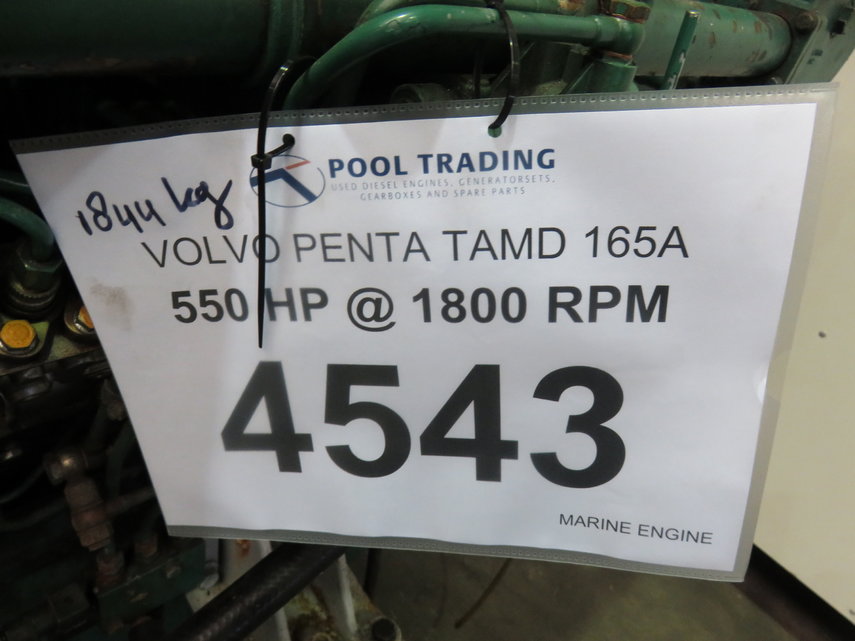 1844 kg
POOL TRADING
USED DIESEL ENGINES, GENERATORSETS,
GEARBOXES AND SPARE PARTS
VOLVO PENTA TAMD 165A
550 HP @ 1800 RPM
4543
MARINE ENGINE